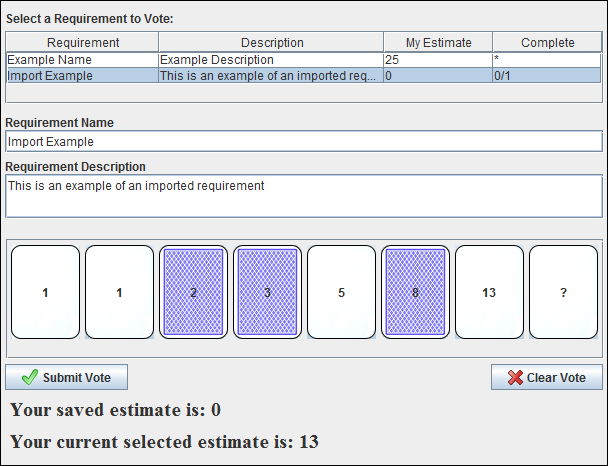 Select a Requirement to Vote:
Requirement Description My Estimate Complete
Example Name Example Description 25 *
Import Example This is an example of an imported req... 0 0/1
Requirement Name
Import Example
Requirement Description
This is an example of an imported requirement
1 1 2 3 5 8 13 ?
Submit Vote Clear Vote
Your saved estimate is: 0
Your current selected estimate is: 13